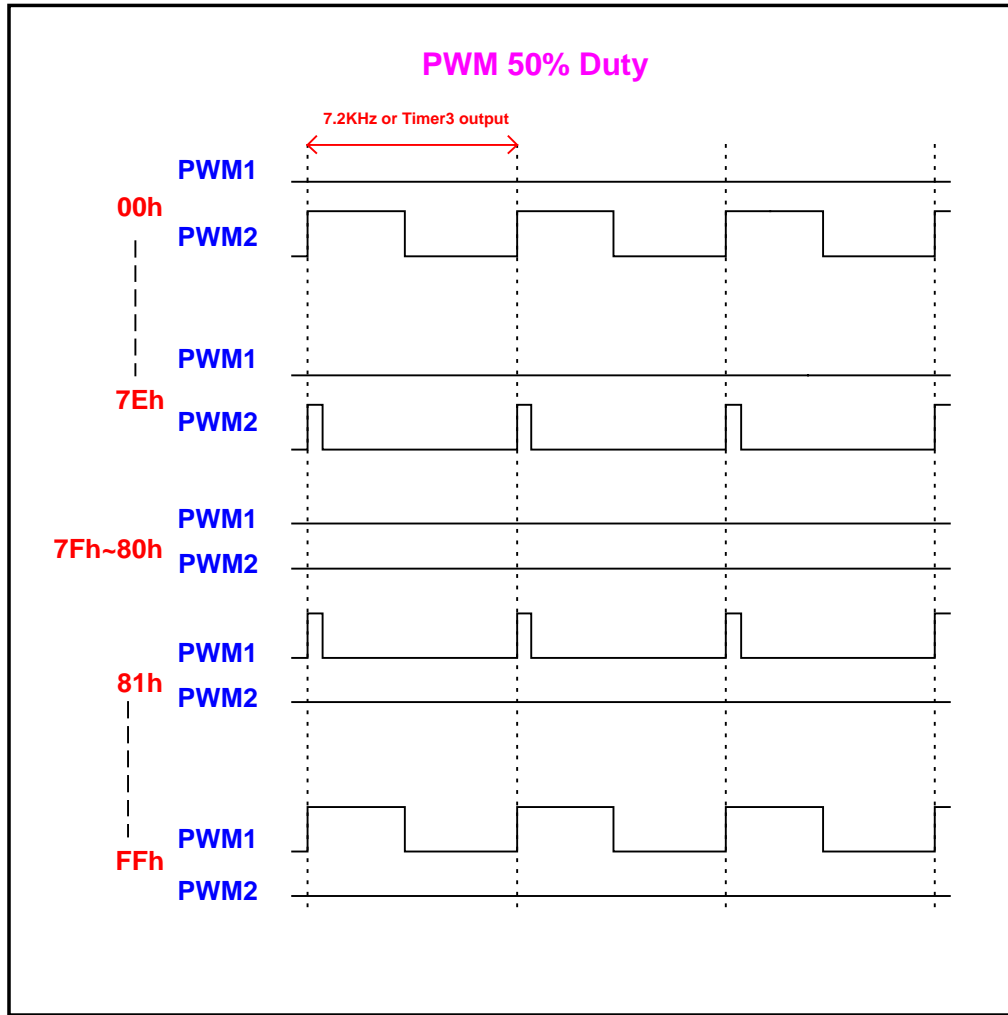 PWM 50% Duty
7.2KHz or Timer3 output
PWM1
00h
PWM2
PWM1
7Eh
PWM2
PWM1
7Fh~80h
PWM2
PWM1
81h
PWM2
PWM1
FFh
PWM2